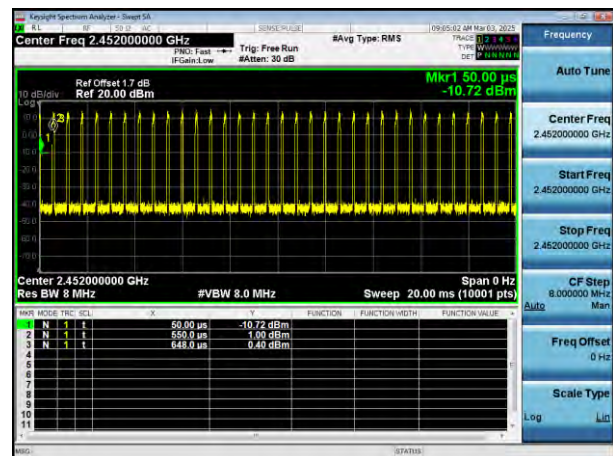 Keysight Spectrum Analyzer - Swept SA
RL RF 50 Ω AC SENSE:PULSE 09:05:02 AM Mar 03, 2025
Center Freq 2.452000000 GHz
PNO: Fast
IFGain:Low
Trig: Free Run
#Atten: 30 dB
#Avg Type: RMS
TRACE 1 2 3 4 5 6
TYPE WWWWWW
DET P N N N N N
Ref Offset 1.7 dB
10 dB/div Ref 20.00 dBm
Log
Mkr1 50.00 µs
-10.72 dBm
Center 2.452000000 GHz Span 0 Hz
Res BW 8 MHz #VBW 8.0 MHz Sweep 20.00 ms (10001 pts)
MKR MODE TRC SCL X Y FUNCTION FUNCTION WIDTH FUNCTION VALUE
1 N 1 t 50.00 µs -10.72 dBm
2 N 1 t 550.0 µs 1.00 dBm
3 N 1 t 648.0 µs 0.40 dBm
4
5
6
7
8
9
10
11
MSG STATUS
Frequency
Auto Tune
Center Freq
2.452000000 GHz
Start Freq
2.452000000 GHz
Stop Freq
2.452000000 GHz
CF Step
8.000000 MHz
Auto Man
Freq Offset
0 Hz
Scale Type
Log Lin